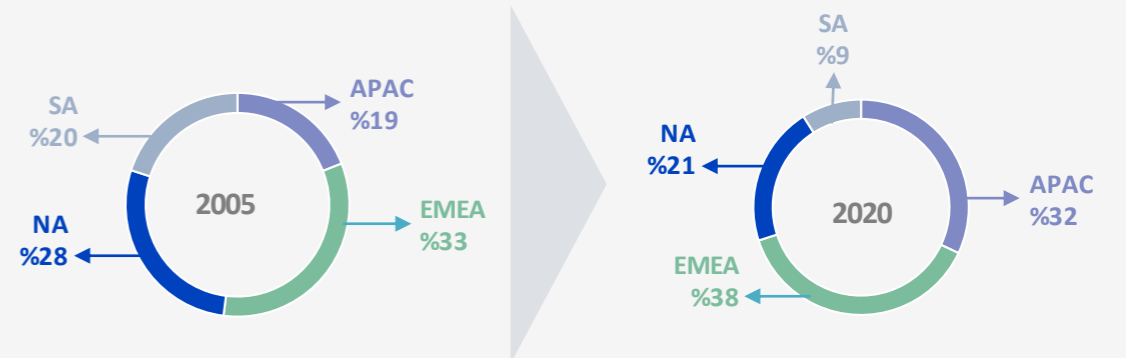 SA
%20
APAC
%19
2005
EMEA
%33
NA
%28
SA
%9
NA
%21
APAC
%32
2020
EMEA
%38